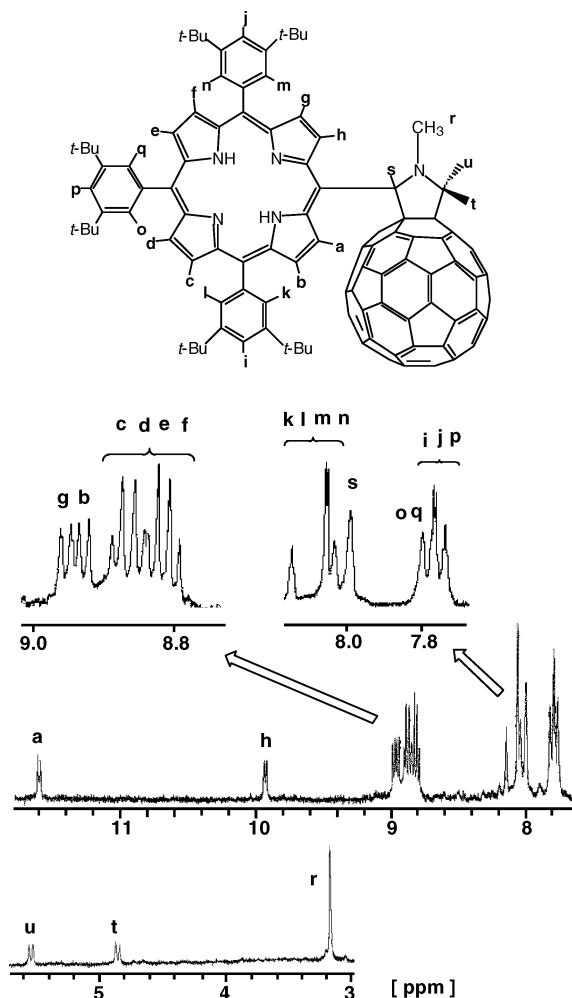 j
t-Bu t-Bu
n m
f g
e h
CH3 r
q NH N s N u
t-Bu
p t
N HN
t-Bu o
d a
c b
l k
t-Bu t-Bu
i
c d e f
k l m n
i j p
g b
s
o q
9.0 8.8
8.0 7.8
a h
11 10 9 8
r
u t
5 4 3 [ ppm ]